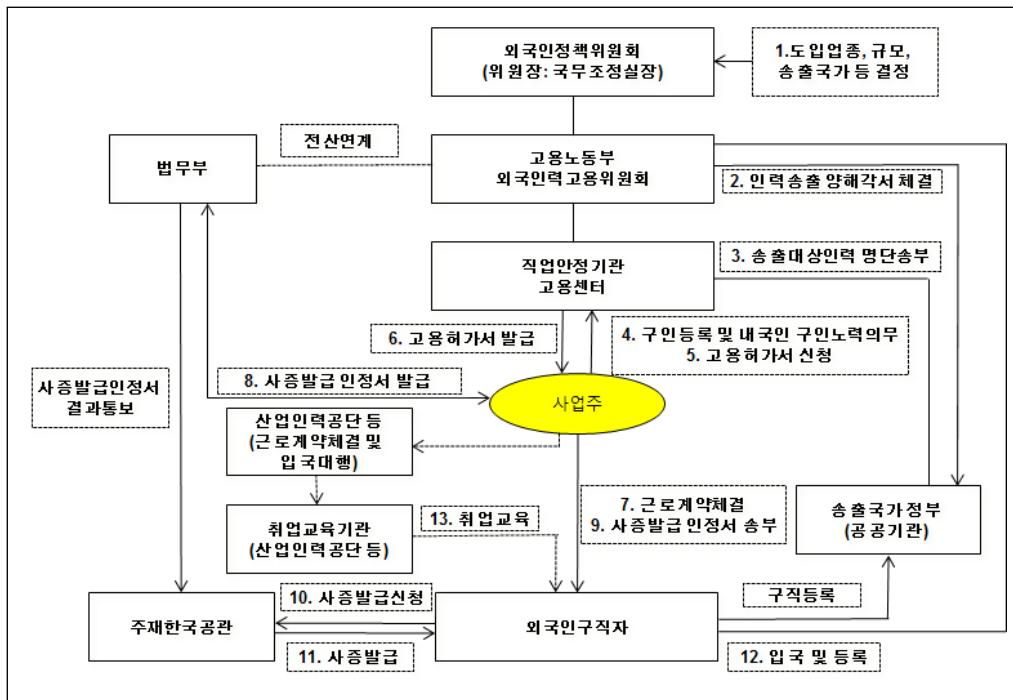 외국인정책위원회
(위원장: 국무조정실장)
1.도입업종, 규모,
송출국가 등 결정
전산연계
법무부
고용노동부
외국인력고용위원회
2. 인력송출 양해각서 체결
직업안정기관
고용센터
3. 송출대상인력 명단송부
6. 고용허가서 발급
4. 구인등록 및 내국인 구인노력의무
5. 고용허가서 신청
사증발급인정서
결과통보
8. 사증발급 인정서 발급
사업주
산업인력공단 등
(근로계약체결 및
입국대행)
7. 근로계약체결
9. 사증발급 인정서 송부
송출국가정부
(공공기관)
취업교육기관
(산업인력공단 등)
13. 취업교육
구직등록
10. 사증발급신청
주재한국공관
외국인구직자
11. 사증발급
12. 입국 및 등록